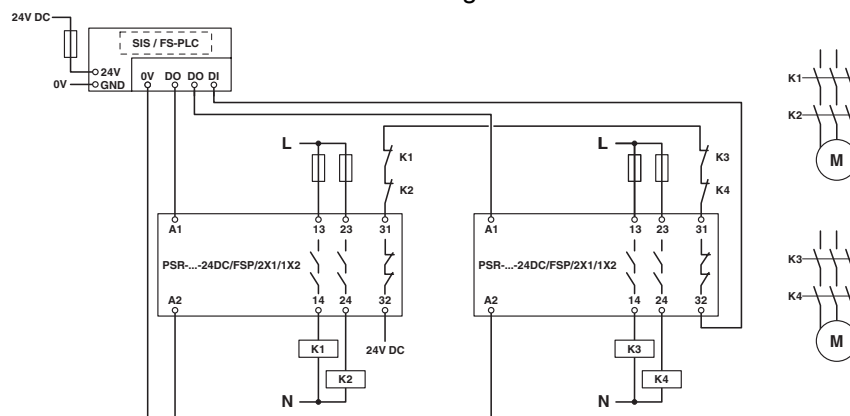 24V DC
SIS / FS-PLC
24V
0V
GND
0V DO DO DI
L
K1
K2
L
K3
K4
A1 13 23 31
PSR-...-24DC/FSP/2X1/1X2
A2 14 24 32
K1
K2
24V DC
N
A1 13 23 31
PSR-...-24DC/FSP/2X1/1X2
A2 14 24 32
K3
K4
N
K1
K2
M
K3
K4
M